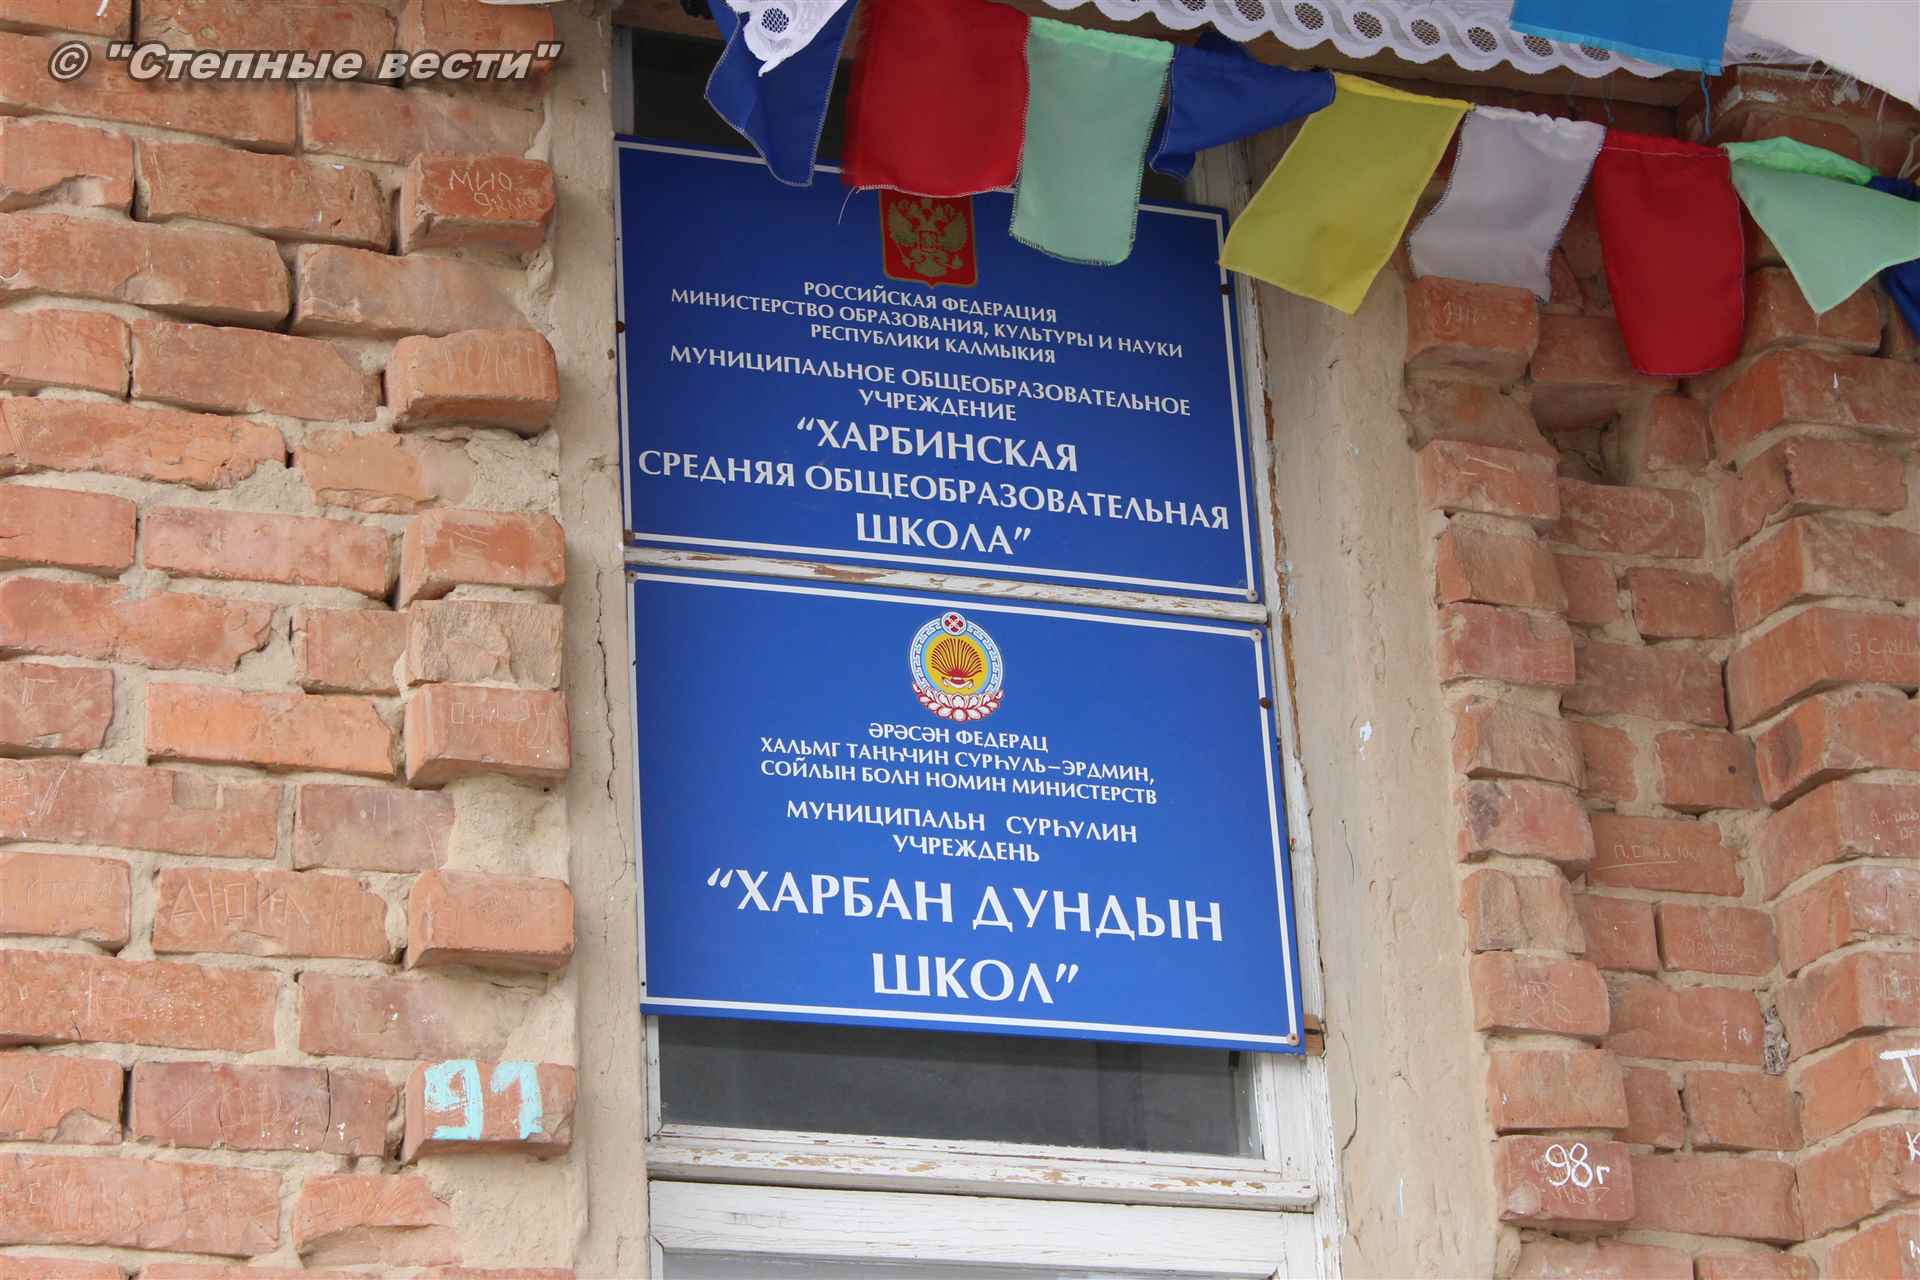 © "Степные вести"
РОССИЙСКАЯ ФЕДЕРАЦИЯ
МИНИСТЕРСТВО ОБРАЗОВАНИЯ, КУЛЬТУРЫ И НАУКИ
РЕСПУБЛИКИ КАЛМЫКИЯ
МУНИЦИПАЛЬНОЕ ОБЩЕОБРАЗОВАТЕЛЬНОЕ
УЧРЕЖДЕНИЕ
“ХАРБИНСКАЯ
СРЕДНЯЯ ОБЩЕОБРАЗОВАТЕЛЬНАЯ
ШКОЛА”
ӘРӘСӘН ФЕДЕРАЦ
ХАЛЬМГ ТАҢҺЧИН СУРҺУЛЬ–ЭРДМИН,
СОЙЛЫН БОЛН НОМИН МИНИСТЕРСТВ
МУНИЦИПАЛЬН СУРҺУЛИН
УЧРЕЖДЕНЬ
“ХАРБАН ДУНДЫН
ШКОЛ”
91
98г